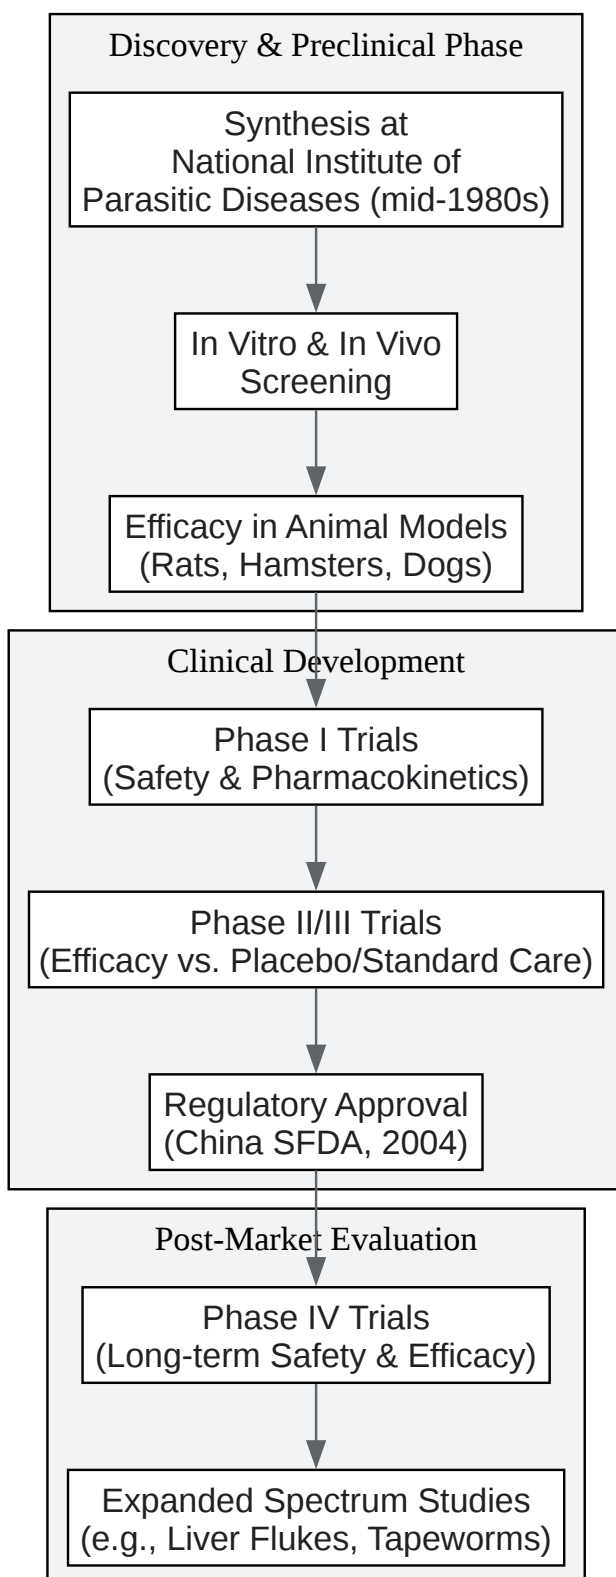 Discovery & Preclinical Phase
Synthesis at
National Institute of
Parasitic Diseases (mid-1980s)
In Vitro & In Vivo
Screening
Efficacy in Animal Models
(Rats, Hamsters, Dogs)
Clinical Development
Phase I Trials
(Safety & Pharmacokinetics)
Phase II/III Trials
(Efficacy vs. Placebo/Standard Care)
Regulatory Approval
(China SFDA, 2004)
Post-Market Evaluation
Phase IV Trials
(Long-term Safety & Efficacy)
Expanded Spectrum Studies
(e.g., Liver Flukes, Tapeworms)